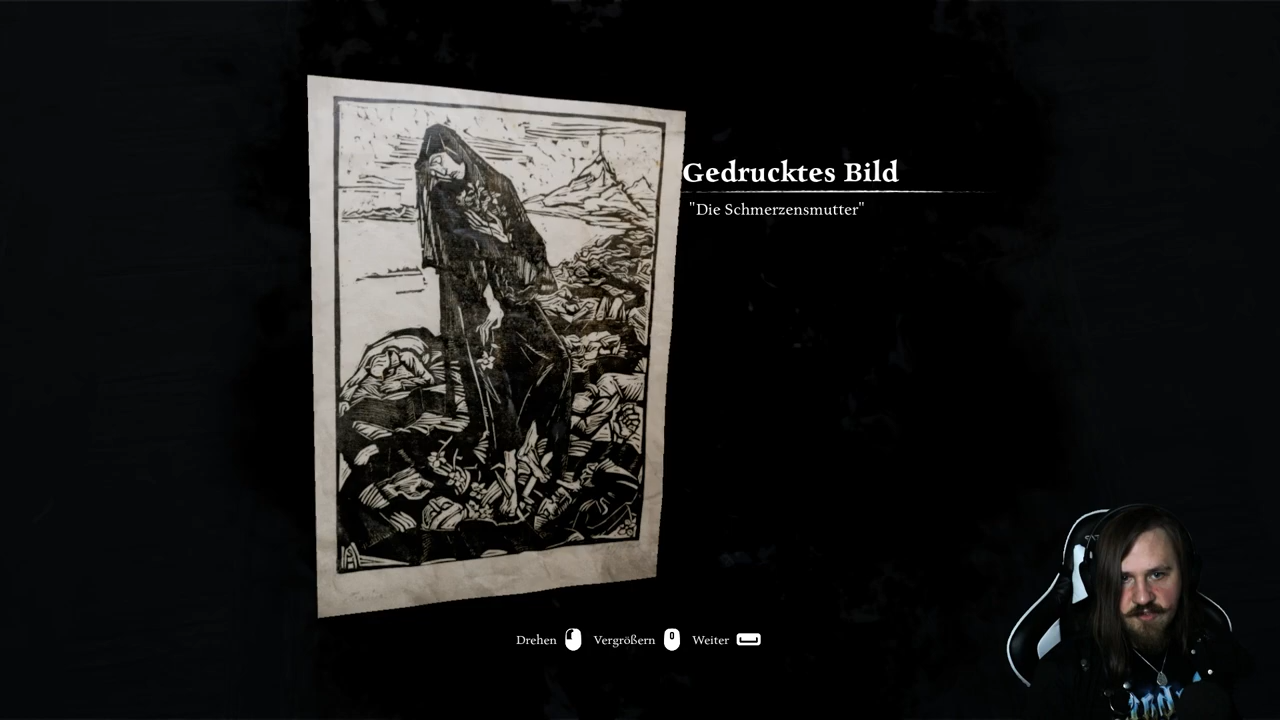 Gedrucktes Bild
"Die Schmerzensmutter"
Drehen Vergrößern Weiter